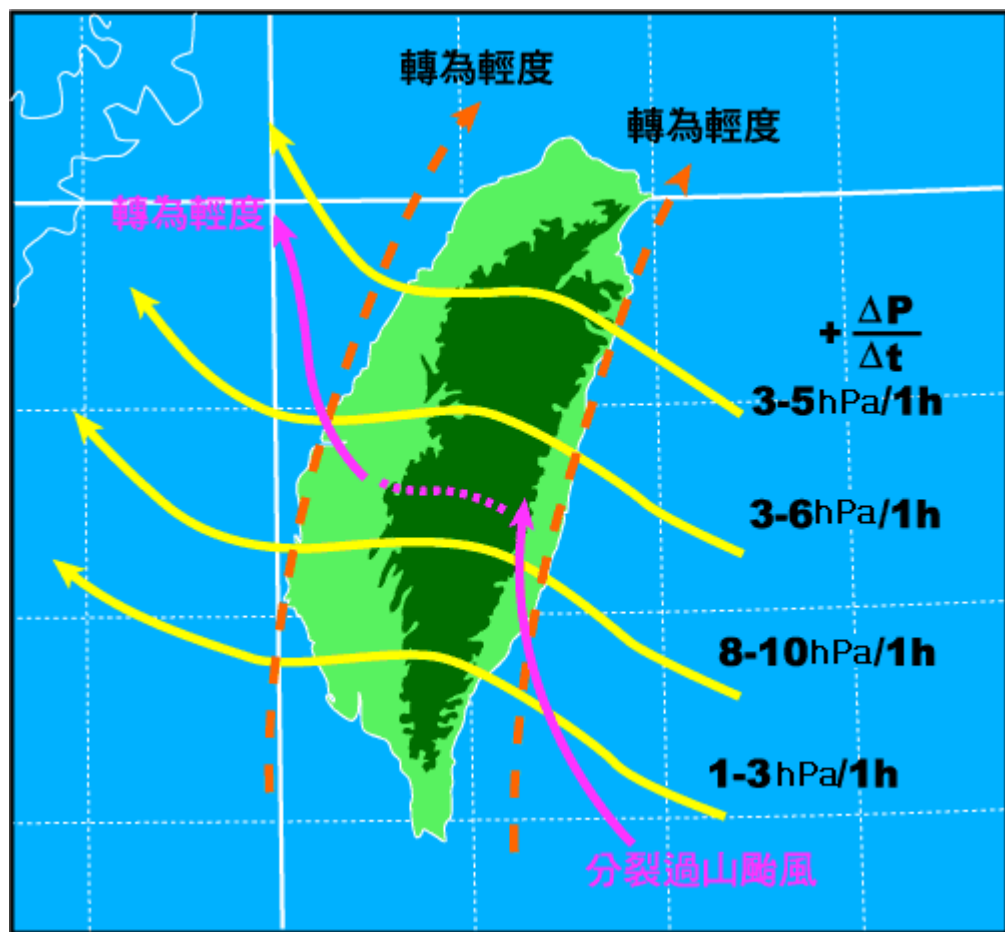 轉為輕度
轉為輕度
轉為輕度
+ ΔP/Δt
3-5hPa/1h
3-6hPa/1h
8-10hPa/1h
1-3hPa/1h
分裂過山颱風